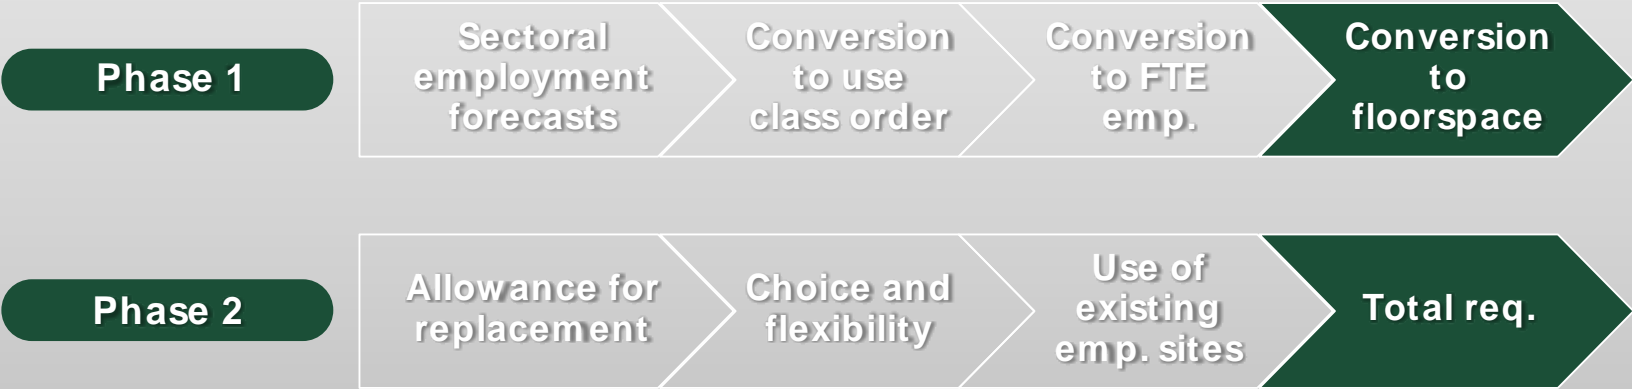 Phase 1
Sectoral
employment
forecasts
Conversion
to use
class order
Conversion
to FTE
emp.
Conversion
to
floorspace
Phase 2
Allowance for
replacement
Choice and
flexibility
Use of
existing
emp. sites
Total req.